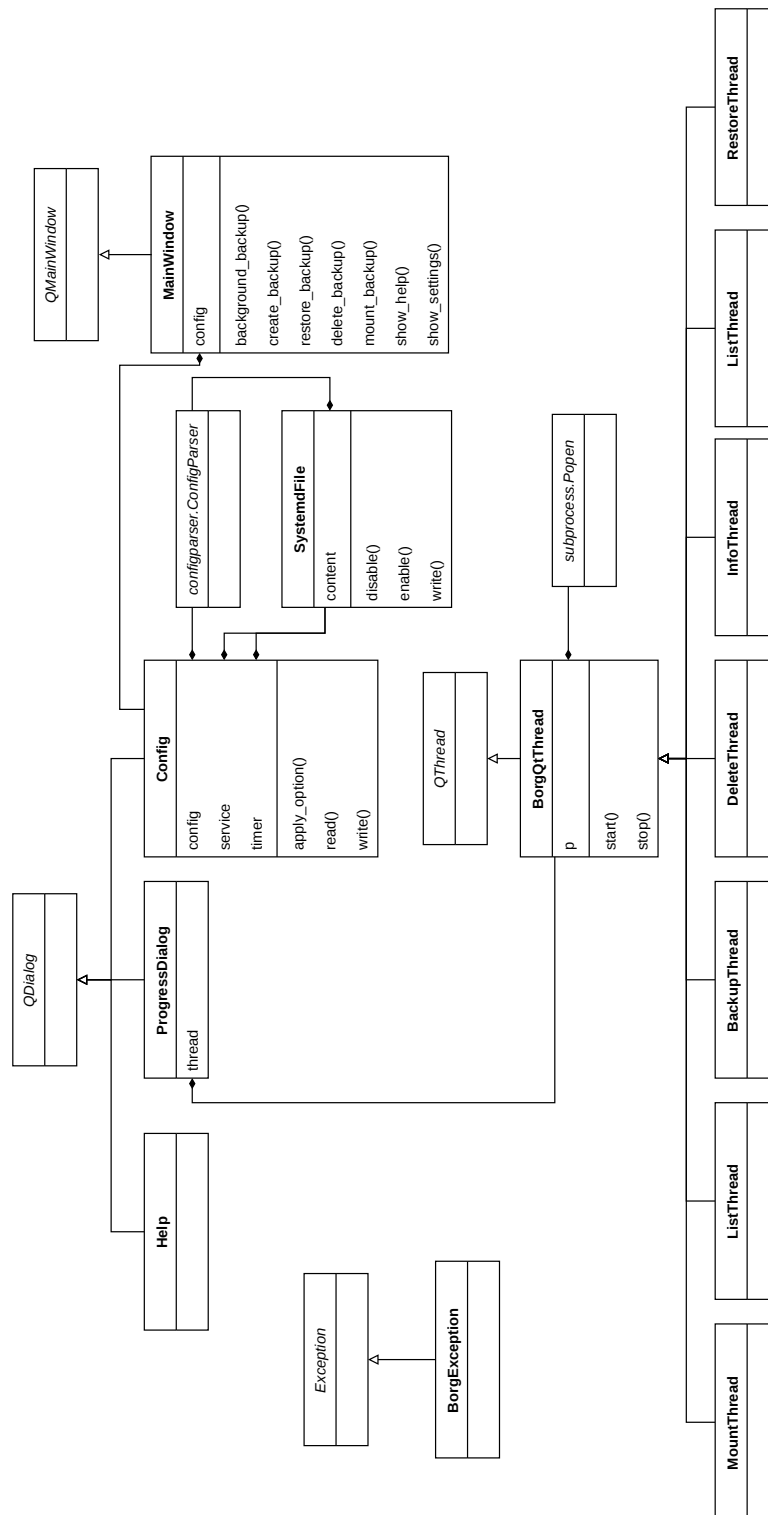 QDialog
QMainWindow
Help
ProgressDialog
thread
Config
config
service
timer
apply_option()
read()
write()
configparser.ConfigParser
MainWindow
config
background_backup()
create_backup()
restore_backup()
delete_backup()
mount_backup()
show_help()
show_settings()
SystemdFile
content
disable()
enable()
write()
Exception
BorgException
QThread
BorgQtThread
p
start()
stop()
subprocess.Popen
MountThread
ListThread
BackupThread
DeleteThread
InfoThread
ListThread
RestoreThread